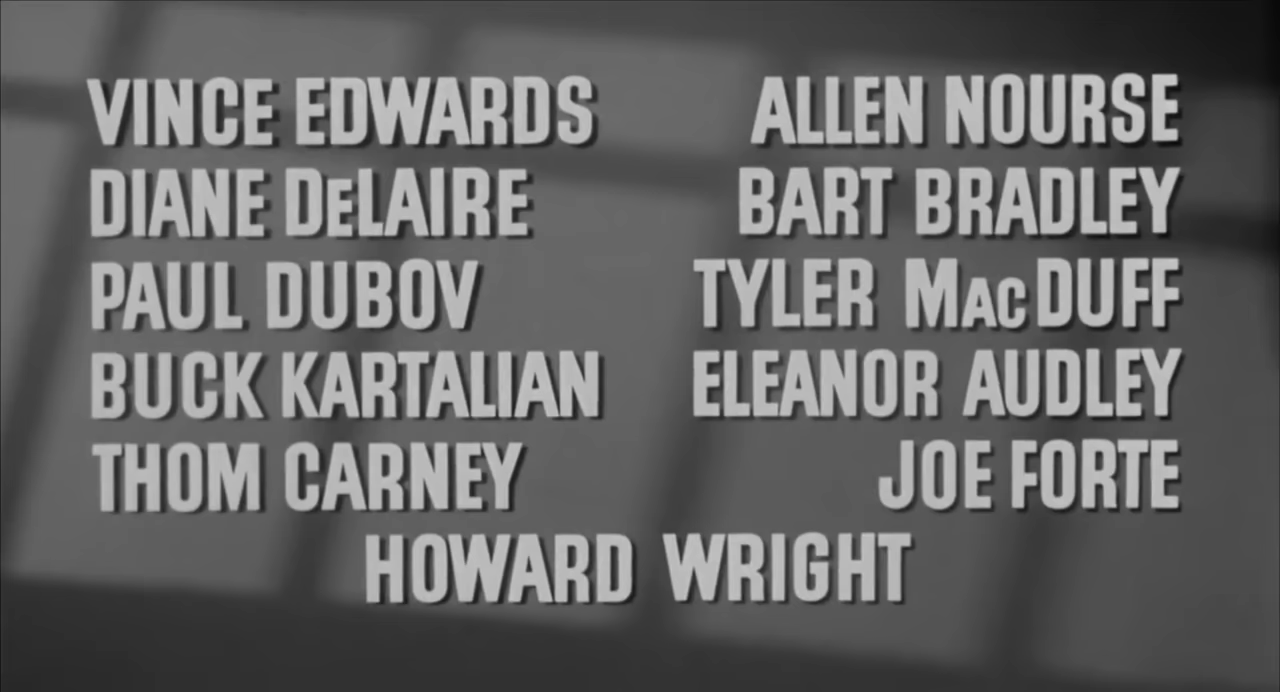 VINCE EDWARDS ALLEN NOURSE
DIANE DeLAIRE BART BRADLEY
PAUL DUBOV TYLER MacDUFF
BUCK KARTALIAN ELEANOR AUDLEY
THOM CARNEY JOE FORTE
HOWARD WRIGHT